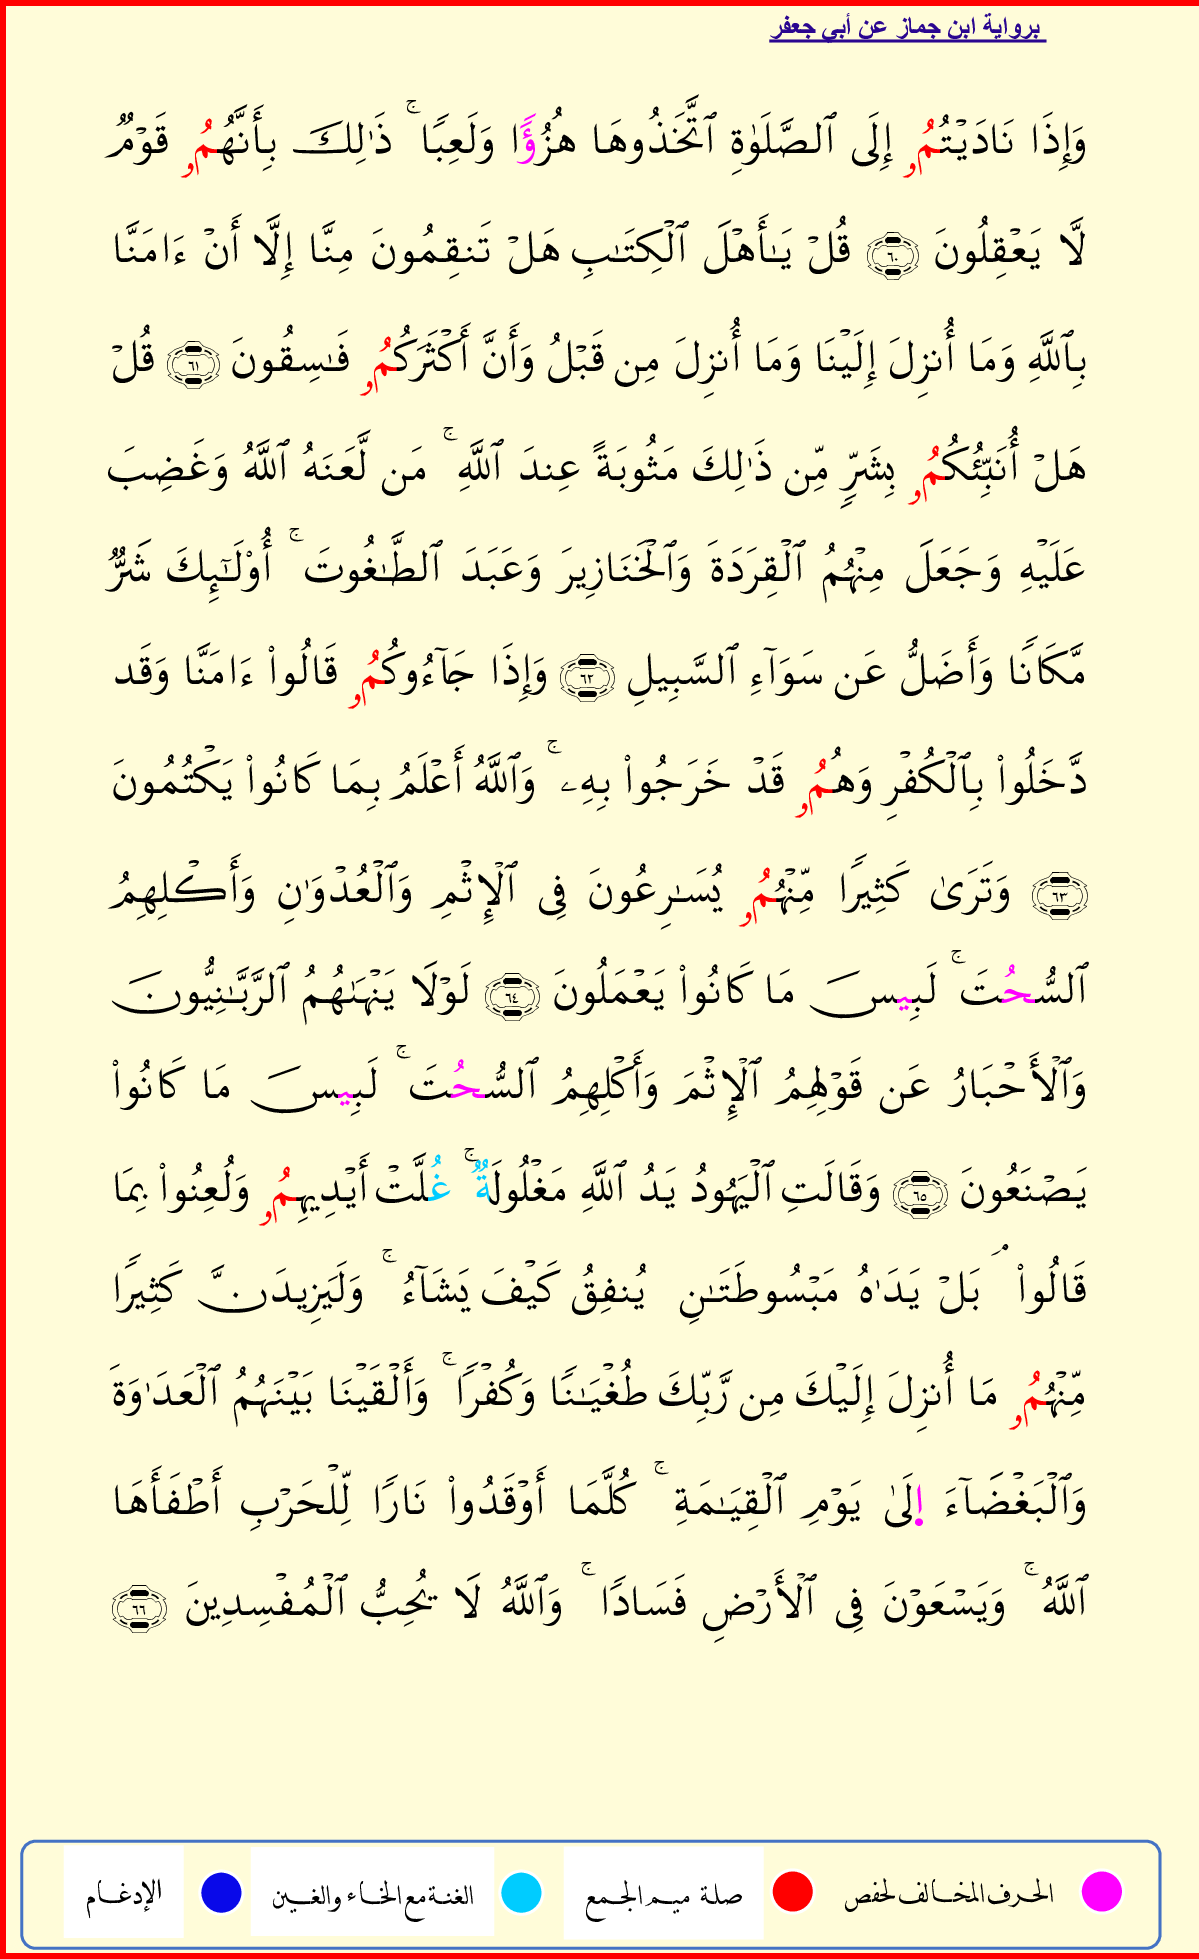 برواية ابن جماز عن أبي جعفر
وَإِذَا نَادَيۡتُمُۥ إِلَى ٱلصَّلَوٰةِ ٱتَّخَذُوهَا هُزُؤٗا وَلَعِبٗاۚ ذَٰلِكَ بِأَنَّهُمُۥ قَوۡمٞ
لَّا يَعۡقِلُونَ ٦٠ قُلۡ يَـٰٓأَهۡلَ ٱلۡكِتَـٰبِ هَلۡ تَنقِمُونَ مِنَّا إِلَّا أَنۡ ءَامَنَّا
بِٱللَّهِ وَمَا أُنزِلَ إِلَيۡنَا وَمَا أُنزِلَ مِن قَبۡلُ وَأَنَّ أَكۡثَرَكُمُۥ فَـٰسِقُونَ ٦١ قُلۡ
هَلۡ أُنَبِّئُكُمُۥ بِشَرّٖ مِّن ذَٰلِكَ مَثُوبَةً عِندَ ٱللَّهِۚ مَن لَّعَنَهُ ٱللَّهُ وَغَضِبَ
عَلَيۡهِ وَجَعَلَ مِنۡهُمُ ٱلۡقِرَدَةَ وَٱلۡخَنَازِيرَ وَعَبَدَ ٱلطَّـٰغُوتَۚ أُوْلَـٰٓئِكَ شَرّٞ
مَّكَانٗا وَأَضَلُّ عَن سَوَآءِ ٱلسَّبِيلِ ٦٢ وَإِذَا جَآءُوكُمُۥ قَالُواْ ءَامَنَّا وَقَد
دَّخَلُواْ بِٱلۡكُفۡرِ وَهُمُۥ قَدۡ خَرَجُواْ بِهِۦۚ وَٱللَّهُ أَعۡلَمُ بِمَا كَانُواْ يَكۡتُمُونَ
٦٣ وَتَرَىٰ كَثِيرٗا مِّنۡهُمُۥ يُسَـٰرِعُونَ فِي ٱلۡإِثۡمِ وَٱلۡعُدۡوَٰنِ وَأَكۡلِهِمُ
ٱلسُّحُتَۚ لَبِيسَ مَا كَانُواْ يَعۡمَلُونَ ٦٤ لَوۡلَا يَنۡهَىٰهُمُ ٱلرَّبَّـٰنِيُّونَ
وَٱلۡأَحۡبَارُ عَن قَوۡلِهِمُ ٱلۡإِثۡمَ وَأَكۡلِهِمُ ٱلسُّحُتَۚ لَبِيسَ مَا كَانُواْ
يَصۡنَعُونَ ٦٥ وَقَالَتِ ٱلۡيَهُودُ يَدُ ٱللَّهِ مَغۡلُولَةٌۚ غُلَّتۡ أَيۡدِيهِمُۥ وَلُعِنُواْ بِمَا
قَالُواْۘ بَلۡ يَدَٰهُ مَبۡسُوطَتَـٰنِ يُنفِقُ كَيۡفَ يَشَآءُۚ وَلَيَزِيدَنَّ كَثِيرٗا
مِّنۡهُمُۥ مَا أُنزِلَ إِلَيۡكَ مِن رَّبِّكَ طُغۡيَـٰنٗا وَكُفۡرٗاۚ وَأَلۡقَيۡنَا بَيۡنَهُمُ ٱلۡعَدَٰوَةَ
وَٱلۡبَغۡضَآءَ اِلَىٰ يَوۡمِ ٱلۡقِيَـٰمَةِۚ كُلَّمَا أَوۡقَدُواْ نَارٗا لِّلۡحَرۡبِ أَطۡفَأَهَا
ٱللَّهُۚ وَيَسۡعَوۡنَ فِي ٱلۡأَرۡضِ فَسَادٗاۚ وَٱللَّهُ لَا يُحِبُّ ٱلۡمُفۡسِدِينَ ٦٦
الحرف المخالف لحفص صلة ميم الجمع الغنة مع الخاء والغين الإدغام